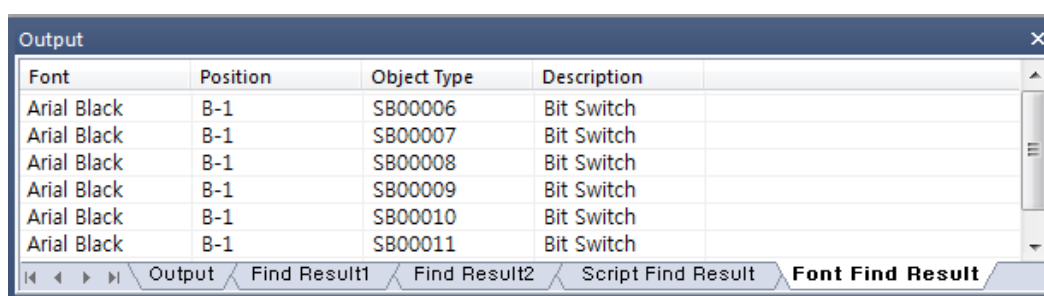 Output
Font Position Object Type Description
Arial Black B-1 SB00006 Bit Switch
Arial Black B-1 SB00007 Bit Switch
Arial Black B-1 SB00008 Bit Switch
Arial Black B-1 SB00009 Bit Switch
Arial Black B-1 SB00010 Bit Switch
Arial Black B-1 SB00011 Bit Switch
Output Find Result1 Find Result2 Script Find Result Font Find Result